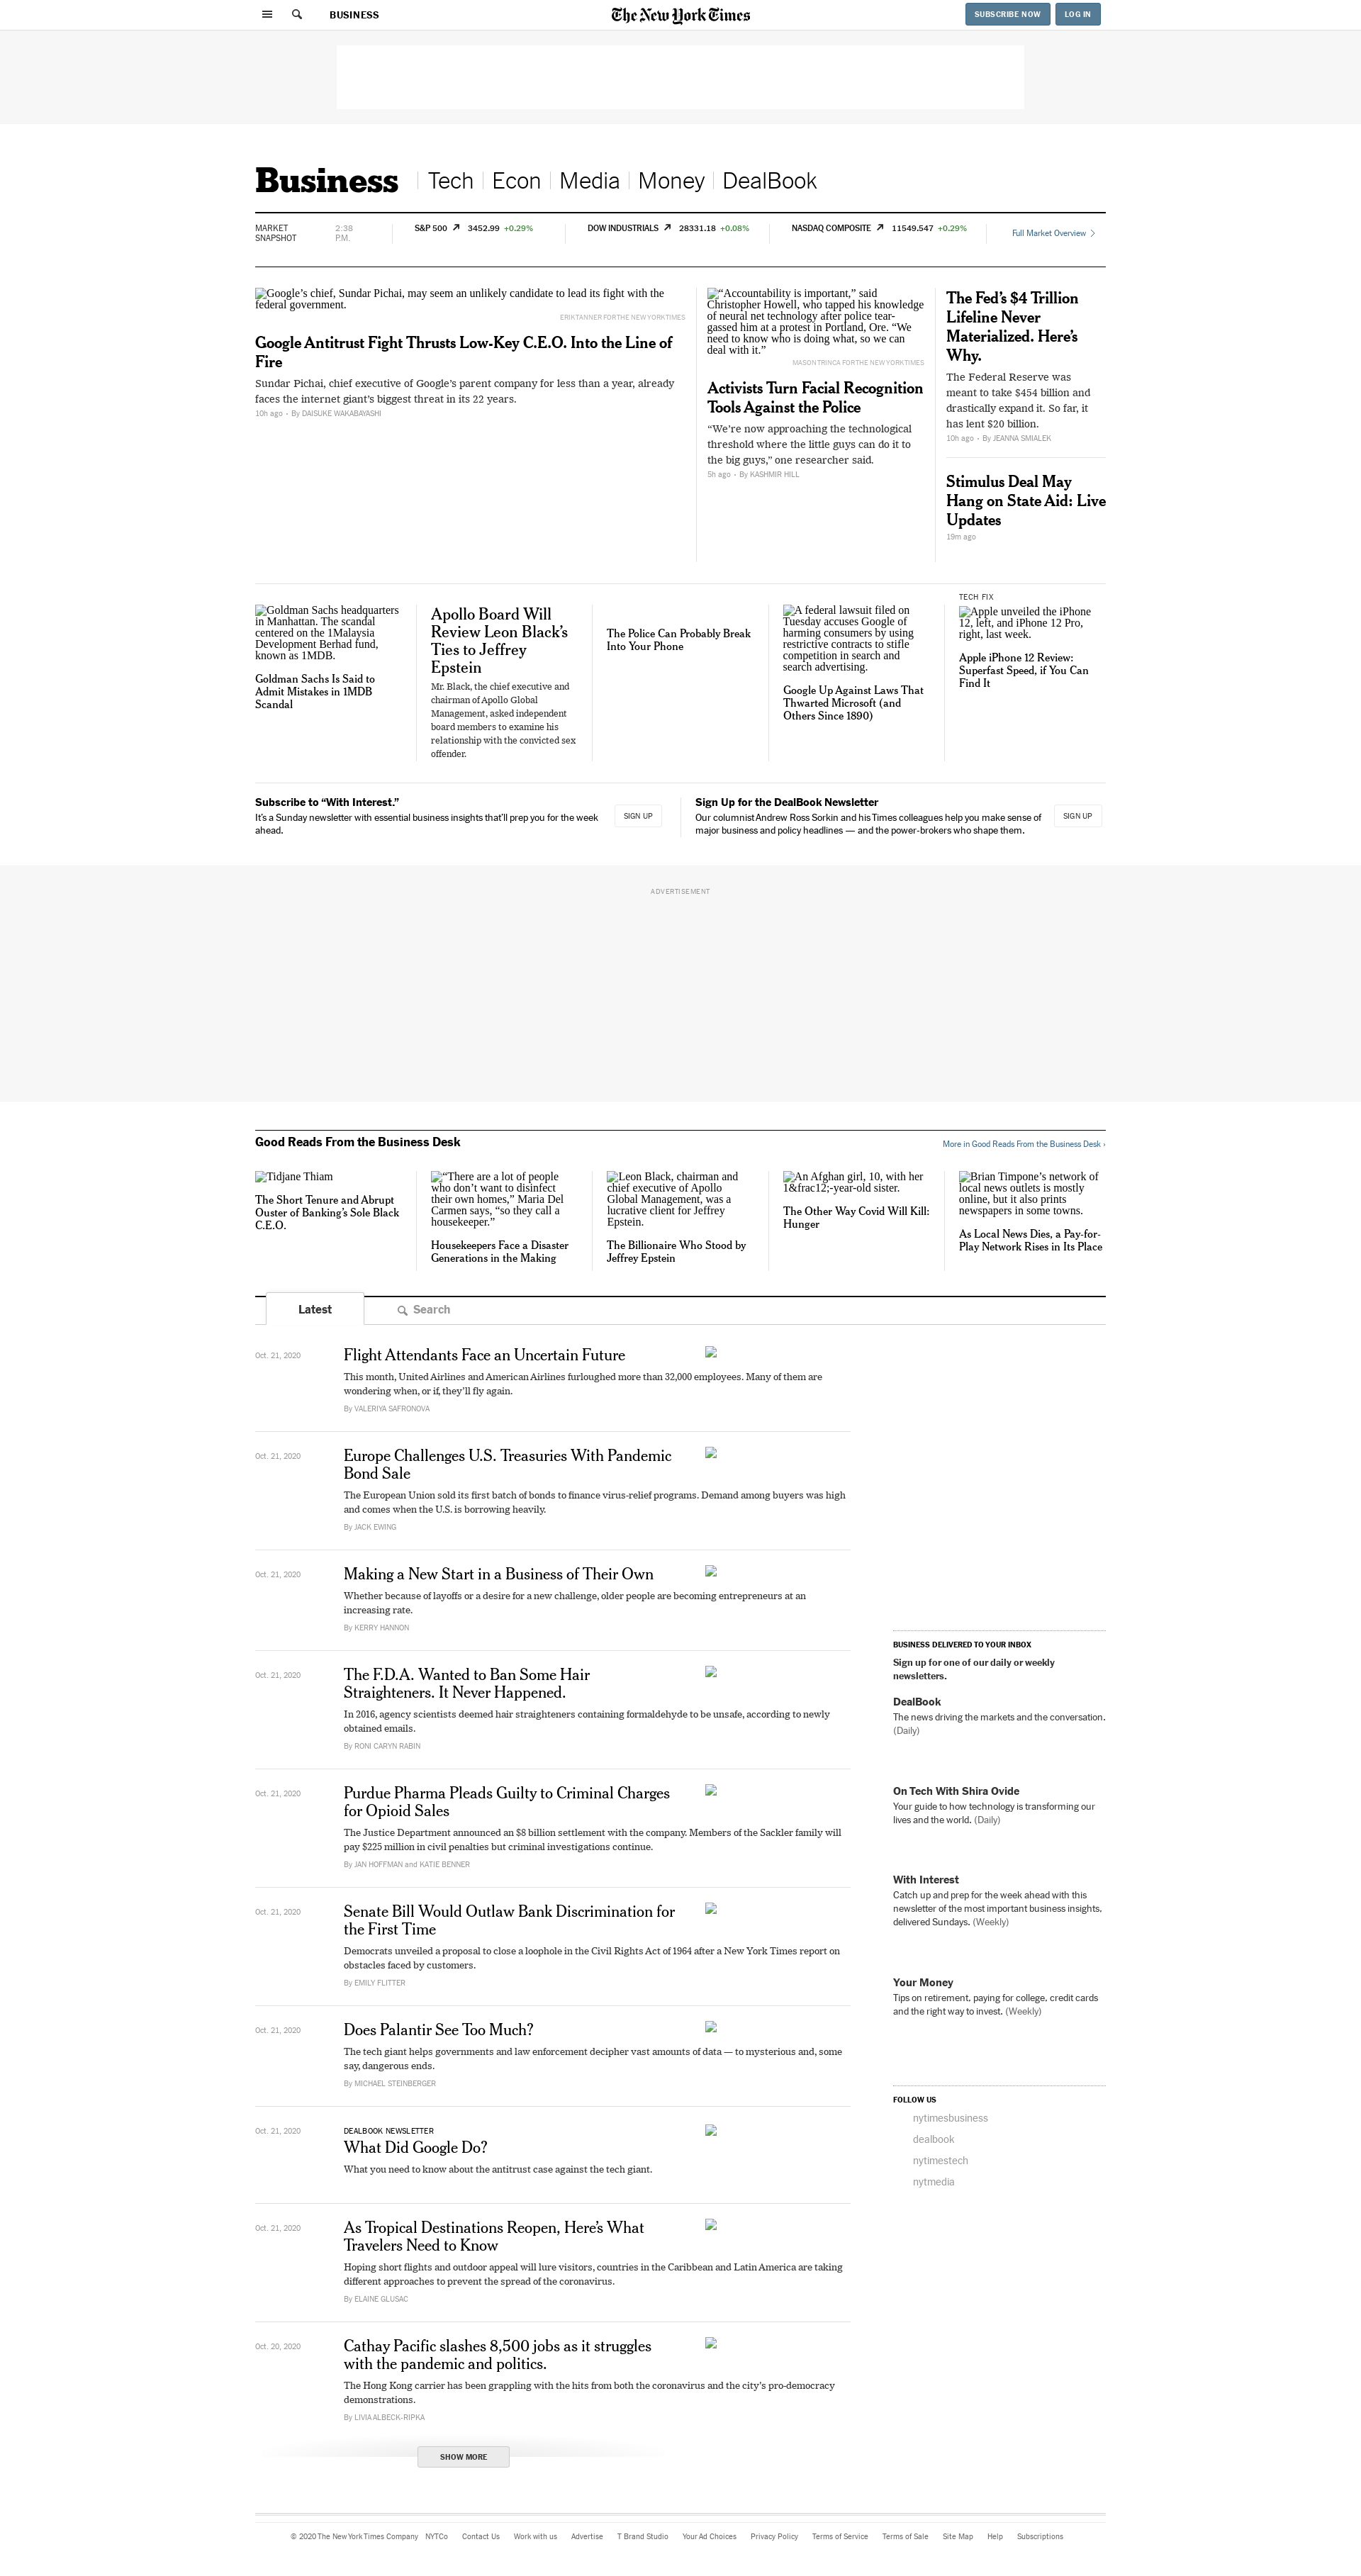 BUSINESS
The New York Times
SUBSCRIBE NOW
LOG IN
Business
Tech
Econ
Media
Money
DealBook
MARKET
SNAPSHOT
2:38
P.M.
S&P 500 3452.99 +0.29%
DOW INDUSTRIALS 28331.18 +0.08%
NASDAQ COMPOSITE 11549.547 +0.29%
Full Market Overview
Google’s chief, Sundar Pichai, may seem an unlikely candidate to lead its fight with the
federal government.
ERIK TANNER FOR THE NEW YORK TIMES
Google Antitrust Fight Thrusts Low-Key C.E.O. Into the Line of
Fire
Sundar Pichai, chief executive of Google’s parent company for less than a year, already
faces the internet giant’s biggest threat in its 22 years.
10h ago • By DAISUKE WAKABAYASHI
“Accountability is important,” said
Christopher Howell, who tapped his knowledge
of neural net technology after police tear-
gassed him at a protest in Portland, Ore. “We
need to know who is doing what, so we can
deal with it.”
MASON TRINCA FOR THE NEW YORK TIMES
Activists Turn Facial Recognition
Tools Against the Police
“We’re now approaching the technological
threshold where the little guys can do it to
the big guys,” one researcher said.
5h ago • By KASHMIR HILL
The Fed’s $4 Trillion
Lifeline Never
Materialized. Here’s
Why.
The Federal Reserve was
meant to take $454 billion and
drastically expand it. So far, it
has lent $20 billion.
10h ago • By JEANNA SMIALEK
Stimulus Deal May
Hang on State Aid: Live
Updates
19m ago
Goldman Sachs headquarters
in Manhattan. The scandal
centered on the 1Malaysia
Development Berhad fund,
known as 1MDB.
Goldman Sachs Is Said to
Admit Mistakes in 1MDB
Scandal
Apollo Board Will
Review Leon Black’s
Ties to Jeffrey
Epstein
Mr. Black, the chief executive and
chairman of Apollo Global
Management, asked independent
board members to examine his
relationship with the convicted sex
offender.
The Police Can Probably Break
Into Your Phone
A federal lawsuit filed on
Tuesday accuses Google of
harming consumers by using
restrictive contracts to stifle
competition in search and
search advertising.
Google Up Against Laws That
Thwarted Microsoft (and
Others Since 1890)
TECH FIX
Apple unveiled the iPhone
12, left, and iPhone 12 Pro,
right, last week.
Apple iPhone 12 Review:
Superfast Speed, if You Can
Find It
Subscribe to “With Interest.”
It’s a Sunday newsletter with essential business insights that’ll prep you for the week
ahead.
SIGN UP
Sign Up for the DealBook Newsletter
Our columnist Andrew Ross Sorkin and his Times colleagues help you make sense of
major business and policy headlines — and the power-brokers who shape them.
SIGN UP
ADVERTISEMENT
Good Reads From the Business Desk
More in Good Reads From the Business Desk ›
Tidjane Thiam
The Short Tenure and Abrupt
Ouster of Banking’s Sole Black
C.E.O.
“There are a lot of people
who don’t want to disinfect
their own homes,” Maria Del
Carmen says, “so they call a
housekeeper.”
Housekeepers Face a Disaster
Generations in the Making
Leon Black, chairman and
chief executive of Apollo
Global Management, was a
lucrative client for Jeffrey
Epstein.
The Billionaire Who Stood by
Jeffrey Epstein
An Afghan girl, 10, with her
1&frac12;-year-old sister.
The Other Way Covid Will Kill:
Hunger
Brian Timpone’s network of
local news outlets is mostly
online, but it also prints
newspapers in some towns.
As Local News Dies, a Pay-for-
Play Network Rises in Its Place
Latest
Search
Oct. 21, 2020
Flight Attendants Face an Uncertain Future
This month, United Airlines and American Airlines furloughed more than 32,000 employees. Many of them are
wondering when, or if, they’ll fly again.
By VALERIYA SAFRONOVA
Oct. 21, 2020
Europe Challenges U.S. Treasuries With Pandemic
Bond Sale
The European Union sold its first batch of bonds to finance virus-relief programs. Demand among buyers was high
and comes when the U.S. is borrowing heavily.
By JACK EWING
Oct. 21, 2020
Making a New Start in a Business of Their Own
Whether because of layoffs or a desire for a new challenge, older people are becoming entrepreneurs at an
increasing rate.
By KERRY HANNON
Oct. 21, 2020
The F.D.A. Wanted to Ban Some Hair
Straighteners. It Never Happened.
In 2016, agency scientists deemed hair straighteners containing formaldehyde to be unsafe, according to newly
obtained emails.
By RONI CARYN RABIN
Oct. 21, 2020
Purdue Pharma Pleads Guilty to Criminal Charges
for Opioid Sales
The Justice Department announced an $8 billion settlement with the company. Members of the Sackler family will
pay $225 million in civil penalties but criminal investigations continue.
By JAN HOFFMAN and KATIE BENNER
Oct. 21, 2020
Senate Bill Would Outlaw Bank Discrimination for
the First Time
Democrats unveiled a proposal to close a loophole in the Civil Rights Act of 1964 after a New York Times report on
obstacles faced by customers.
By EMILY FLITTER
Oct. 21, 2020
Does Palantir See Too Much?
The tech giant helps governments and law enforcement decipher vast amounts of data — to mysterious and, some
say, dangerous ends.
By MICHAEL STEINBERGER
Oct. 21, 2020
DEALBOOK NEWSLETTER
What Did Google Do?
What you need to know about the antitrust case against the tech giant.
Oct. 21, 2020
As Tropical Destinations Reopen, Here’s What
Travelers Need to Know
Hoping short flights and outdoor appeal will lure visitors, countries in the Caribbean and Latin America are taking
different approaches to prevent the spread of the coronavirus.
By ELAINE GLUSAC
Oct. 20, 2020
Cathay Pacific slashes 8,500 jobs as it struggles
with the pandemic and politics.
The Hong Kong carrier has been grappling with the hits from both the coronavirus and the city’s pro-democracy
demonstrations.
By LIVIA ALBECK-RIPKA
SHOW MORE
BUSINESS DELIVERED TO YOUR INBOX
Sign up for one of our daily or weekly
newsletters.
DealBook
The news driving the markets and the conversation.
(Daily)
On Tech With Shira Ovide
Your guide to how technology is transforming our
lives and the world. (Daily)
With Interest
Catch up and prep for the week ahead with this
newsletter of the most important business insights,
delivered Sundays. (Weekly)
Your Money
Tips on retirement, paying for college, credit cards
and the right way to invest. (Weekly)
FOLLOW US
nytimesbusiness
dealbook
nytimestech
nytmedia
© 2020 The New York Times Company
NYTCo
Contact Us
Work with us
Advertise
T Brand Studio
Your Ad Choices
Privacy Policy
Terms of Service
Terms of Sale
Site Map
Help
Subscriptions